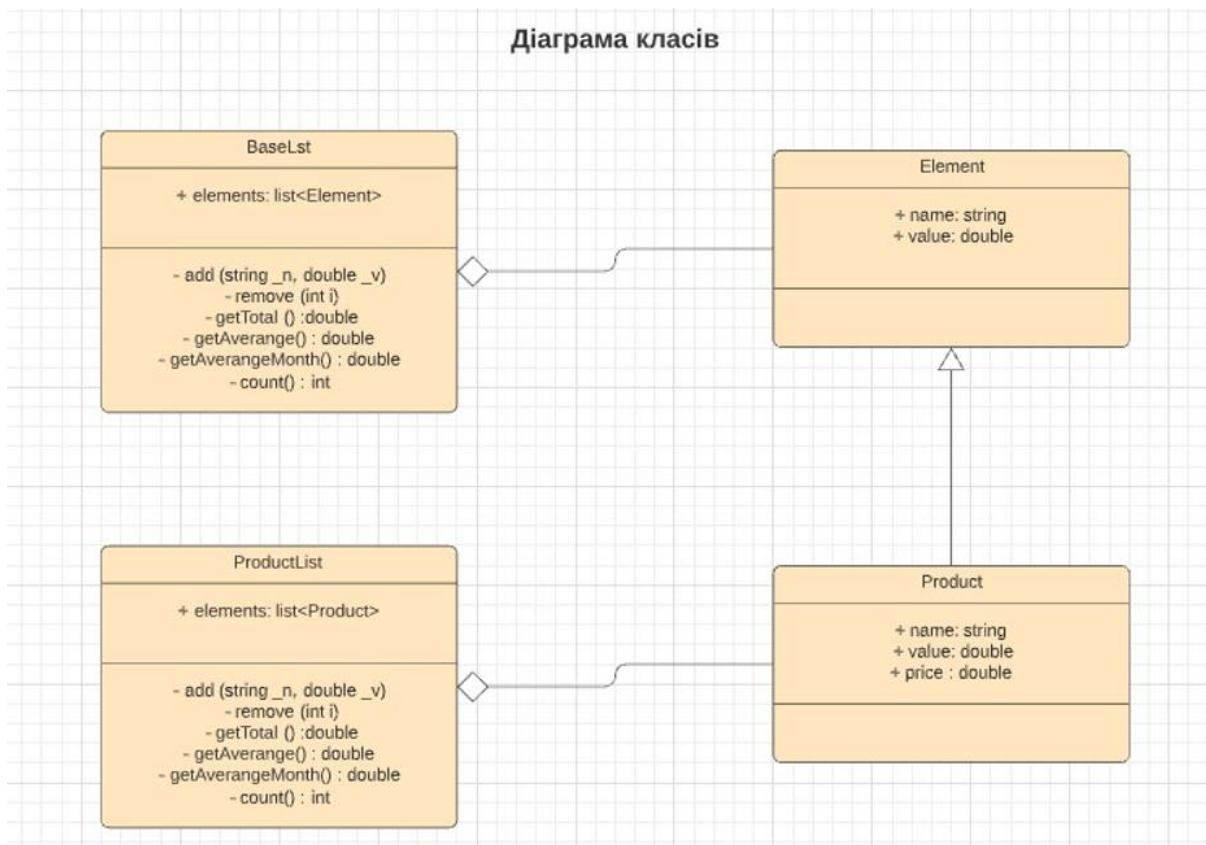 Діаграма класів
BaseLst
+ elements: list<Element>
- add (string _n, double _v)
- remove (int i)
- getTotal () :double
- getAverange() : double
- getAverangeMonth() : double
- count() : int
Element
+ name: string
+ value: double
ProductList
+ elements: list<Product>
- add (string _n, double _v)
- remove (int i)
- getTotal () :double
- getAverange() : double
- getAverangeMonth() : double
- count() : int
Product
+ name: string
+ value: double
+ price : double